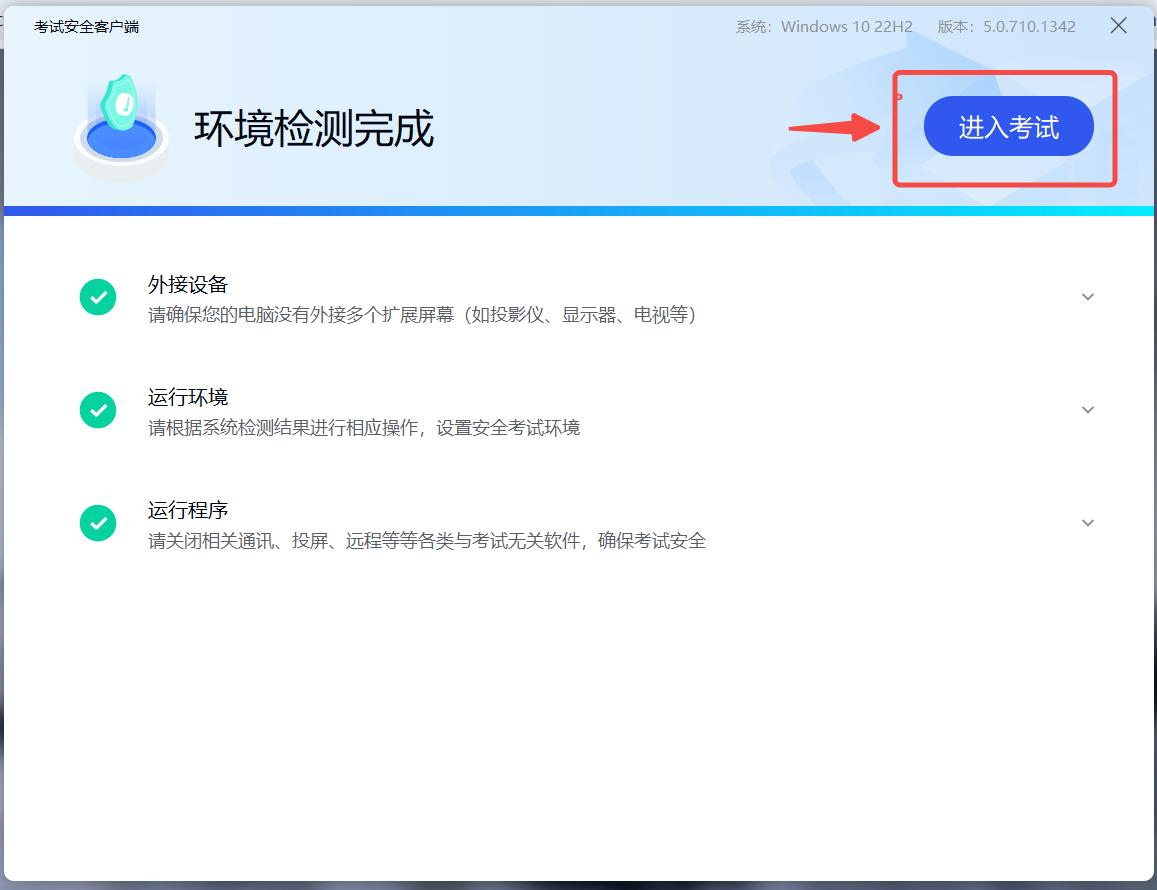 考试安全客户端
系统：Windows 10 22H2 版本：5.0.710.1342
环境检测完成
进入考试
外接设备
请确保您的电脑没有外接多个扩展屏幕（如投影仪、显示器、电视等）
运行环境
请根据系统检测结果进行相应操作，设置安全考试环境
运行程序
请关闭相关通讯、投屏、远程等等各类与考试无关软件，确保考试安全